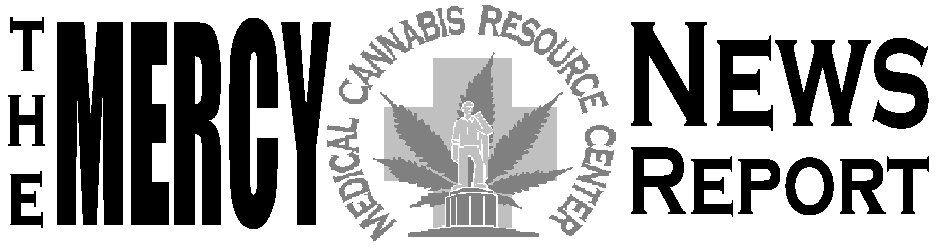 THE MERCY
MEDICAL CANNABIS RESOURCE CENTER
NEWS
REPORT